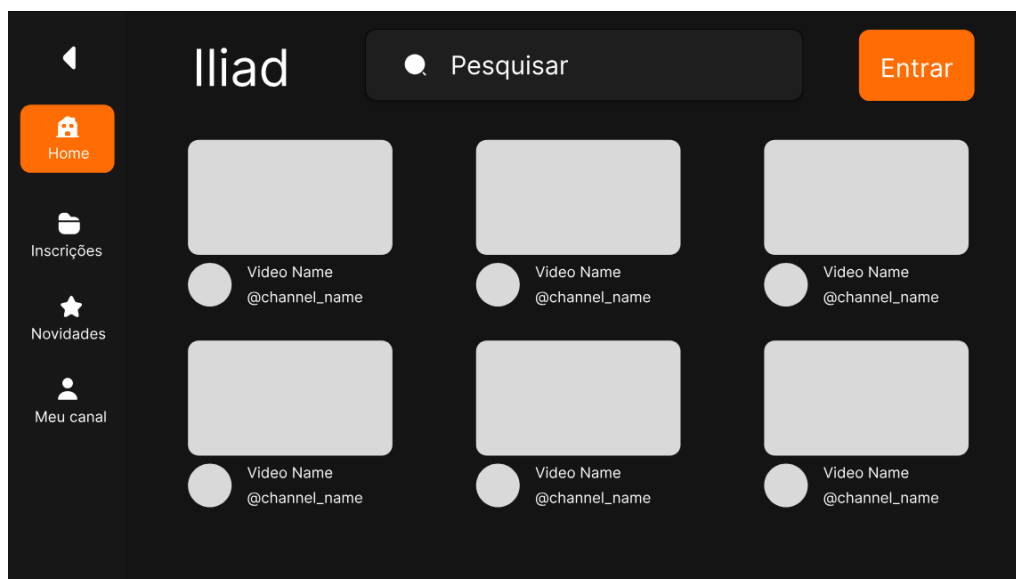 Iliad
Pesquisar
Entrar
Home
Inscrições
Novidades
Meu canal
Video Name
@channel_name
Video Name
@channel_name
Video Name
@channel_name
Video Name
@channel_name
Video Name
@channel_name
Video Name
@channel_name